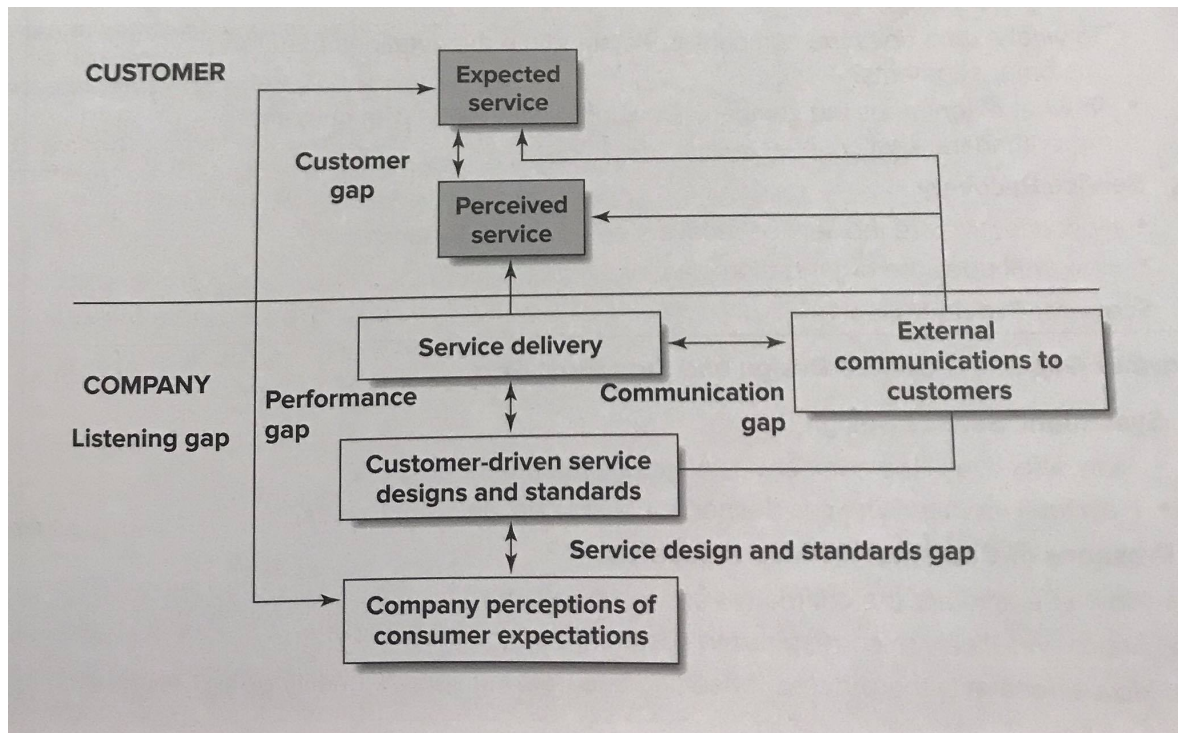 CUSTOMER
Expected
service
Customer
gap
Perceived
service
Service delivery
External
communications to
customers
COMPANY
Listening gap
Performance
gap
Communication
gap
Customer-driven service
designs and standards
Service design and standards gap
Company perceptions of
consumer expectations